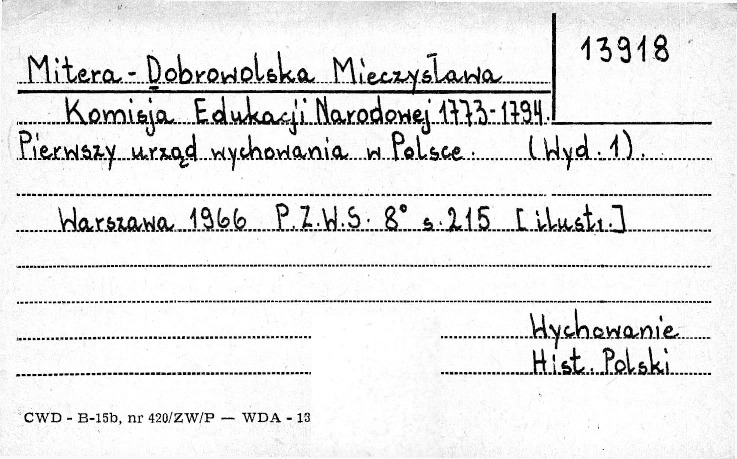 13918
Mitera-Dobrowolska Mieczysława
Komisja Edukacji Narodowej 1773-1794.
Pierwszy urząd wychowania w Polsce. (Wyd. 1).
Warszawa 1966 P.Z.W.S. 8° s. 215 [ilustr.]
Wychowanie
Hist. Polski
CWD - B-15b, nr 420/ZW/P — WDA - 13